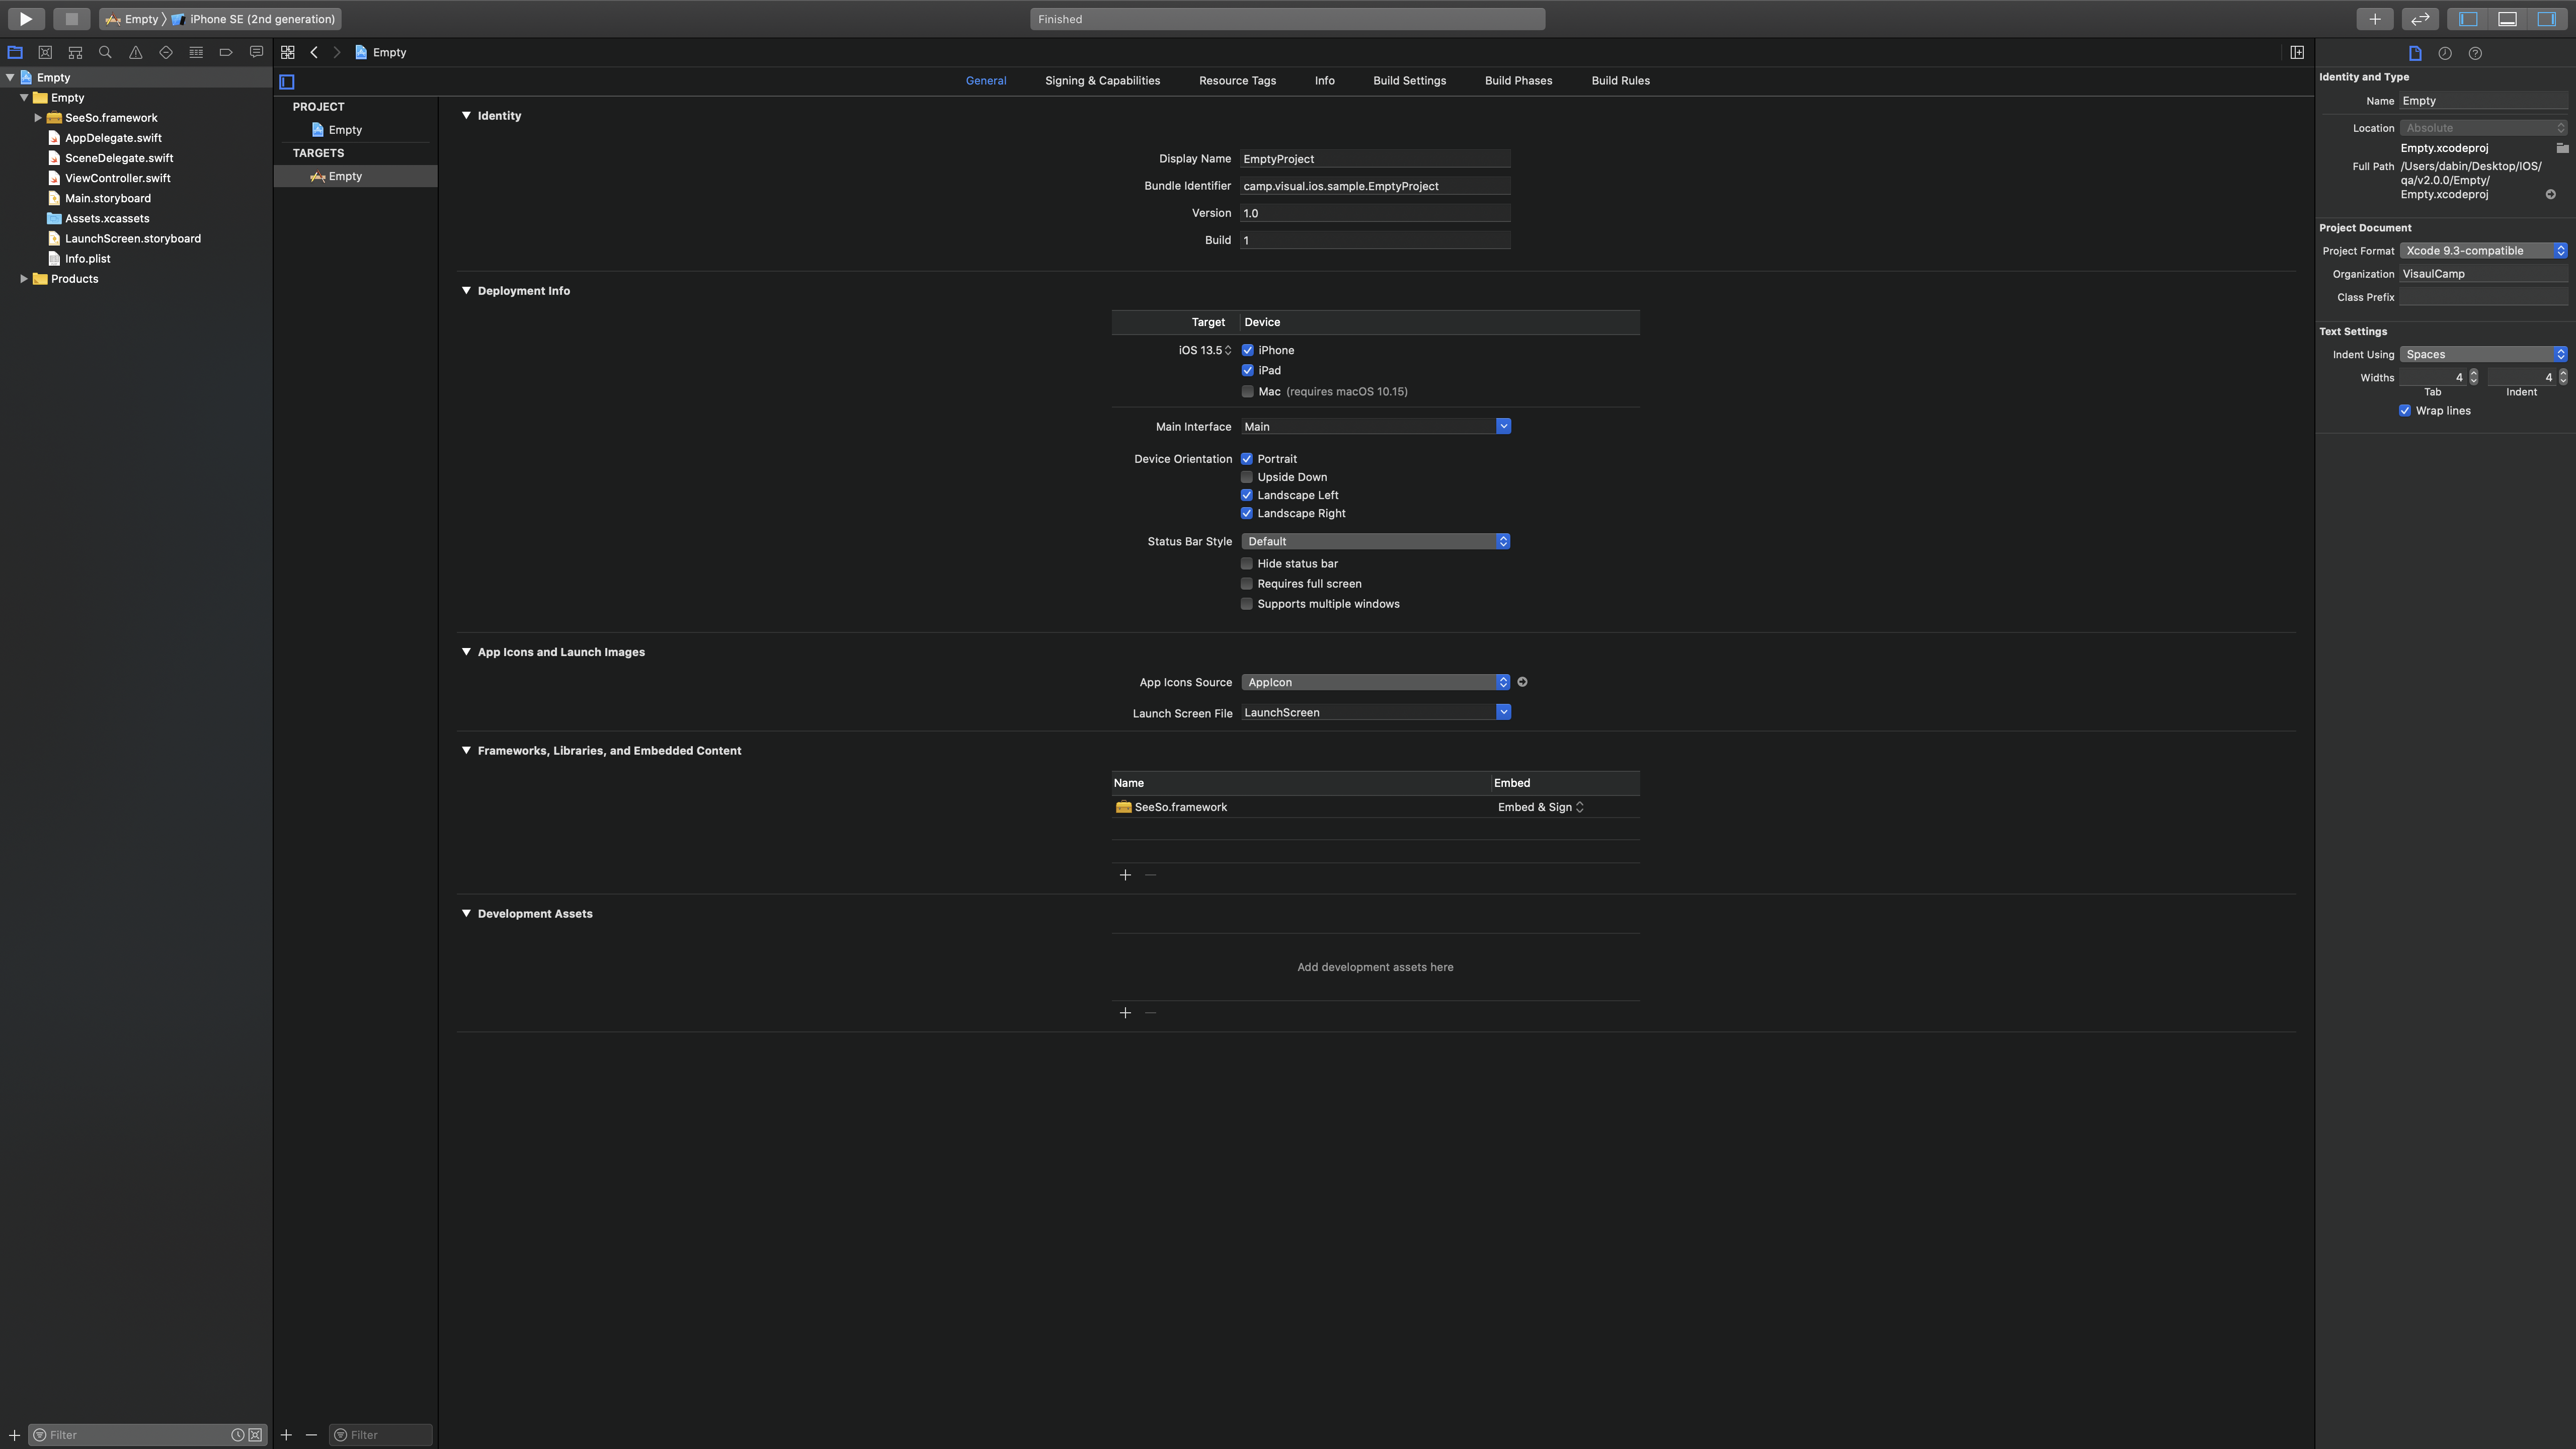 Empty
iPhone SE (2nd generation)
Finished
Empty
Empty
SeeSo.framework
AppDelegate.swift
SceneDelegate.swift
ViewController.swift
Main.storyboard
Assets.xcassets
LaunchScreen.storyboard
Info.plist
Products
Filter
Empty
General
Signing & Capabilities
Resource Tags
Info
Build Settings
Build Phases
Build Rules
PROJECT
Empty
TARGETS
Empty
Filter
Identity
Display Name EmptyProject
Bundle Identifier camp.visual.ios.sample.EmptyProject
Version 1.0
Build 1
Deployment Info
Target Device
iOS 13.5 iPhone
iPad
Mac (requires macOS 10.15)
Main Interface Main
Device Orientation Portrait
Upside Down
Landscape Left
Landscape Right
Status Bar Style Default
Hide status bar
Requires full screen
Supports multiple windows
App Icons and Launch Images
App Icons Source AppIcon
Launch Screen File LaunchScreen
Frameworks, Libraries, and Embedded Content
Name Embed
SeeSo.framework Embed & Sign
Development Assets
Add development assets here
Identity and Type
Name Empty
Location Absolute
Empty.xcodeproj
Full Path /Users/dabin/Desktop/IOS/
qa/v2.0.0/Empty/
Empty.xcodeproj
Project Document
Project Format Xcode 9.3-compatible
Organization VisaulCamp
Class Prefix
Text Settings
Indent Using Spaces
Widths 4 4
Tab Indent
Wrap lines